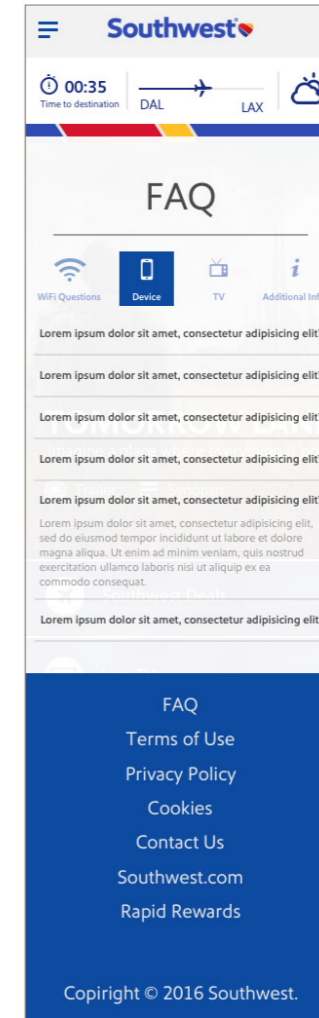 Southwest
00:35
Time to destination
DAL
LAX
FAQ
WiFi Questions
Device
TV
Additional Inf
Lorem ipsum dolor sit amet, consectetur adipisicing elit?
Lorem ipsum dolor sit amet, consectetur adipisicing elit?
Lorem ipsum dolor sit amet, consectetur adipisicing elit?
TOMORROWLAND
Lorem ipsum dolor sit amet, consectetur adipisicing elit?
Trailer
Lorem ipsum dolor sit amet, consectetur adipisicing elit?
Lorem ipsum dolor sit amet, consectetur adipisicing elit,
sed do eiusmod tempor incididunt ut labore et dolore
magna aliqua. Ut enim ad minim veniam, quis nostrud
exercitation ullamco laboris nisi ut aliquip ex ea
commodo consequat.
Southwest Deals
Lorem ipsum dolor sit amet, consectetur adipisicing elit
FAQ
Terms of Use
Privacy Policy
Cookies
Contact Us
Southwest.com
Rapid Rewards
Copiright © 2016 Southwest.